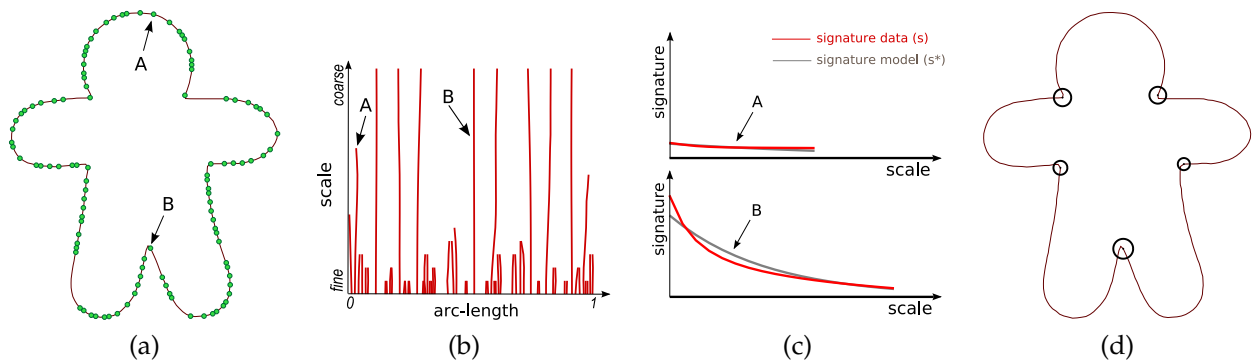 A
B
(a)
coarse
scale
fine
A
B
0
1
arc-length
(b)
signature data (s)
signature model (s*)
signature
A
scale
signature
B
scale
(c)
(d)